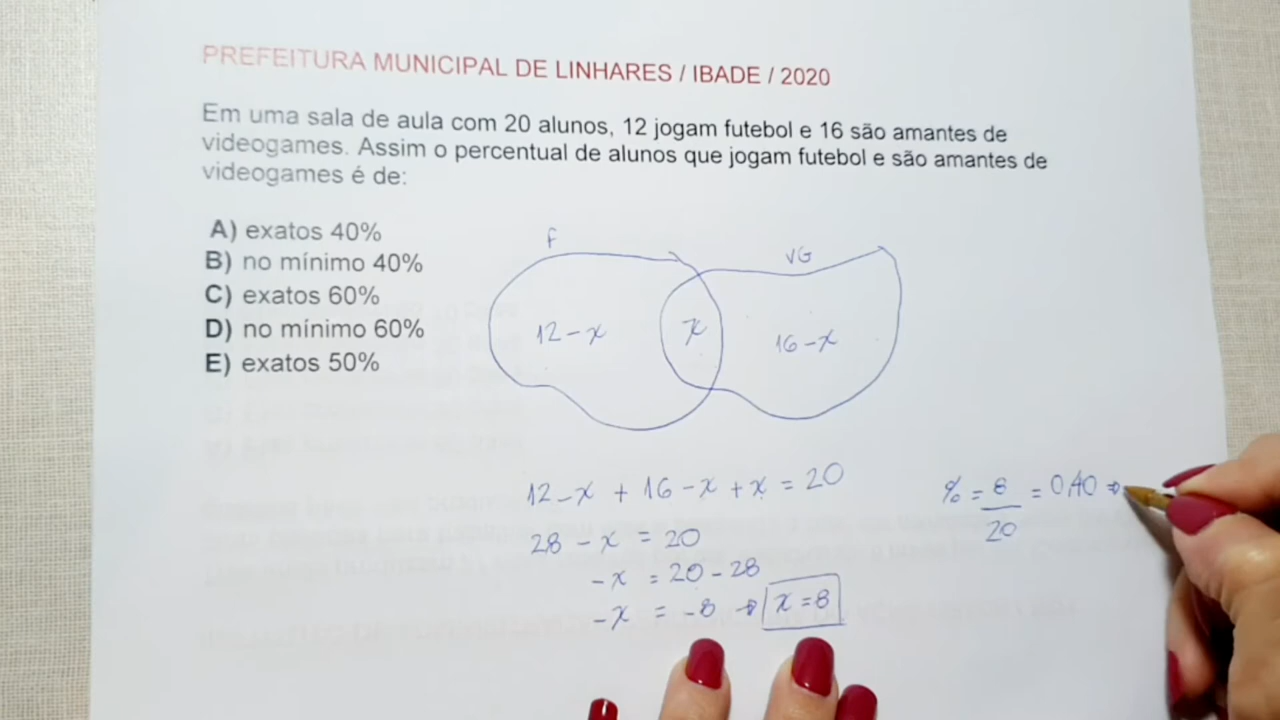 PREFEITURA MUNICIPAL DE LINHARES / IBADE / 2020
Em uma sala de aula com 20 alunos, 12 jogam futebol e 16 são amantes de
videogames. Assim o percentual de alunos que jogam futebol e são amantes de
videogames é de:
A) exatos 40%
B) no mínimo 40%
C) exatos 60%
D) no mínimo 60%
E) exatos 50%
F
VG
12-x
x
16-x
12-x + 16-x + x = 20
28 - x = 20
-x = 20-28
-x = -8 ⇒ x = 8
% = 8/20 = 0,40 ⇒